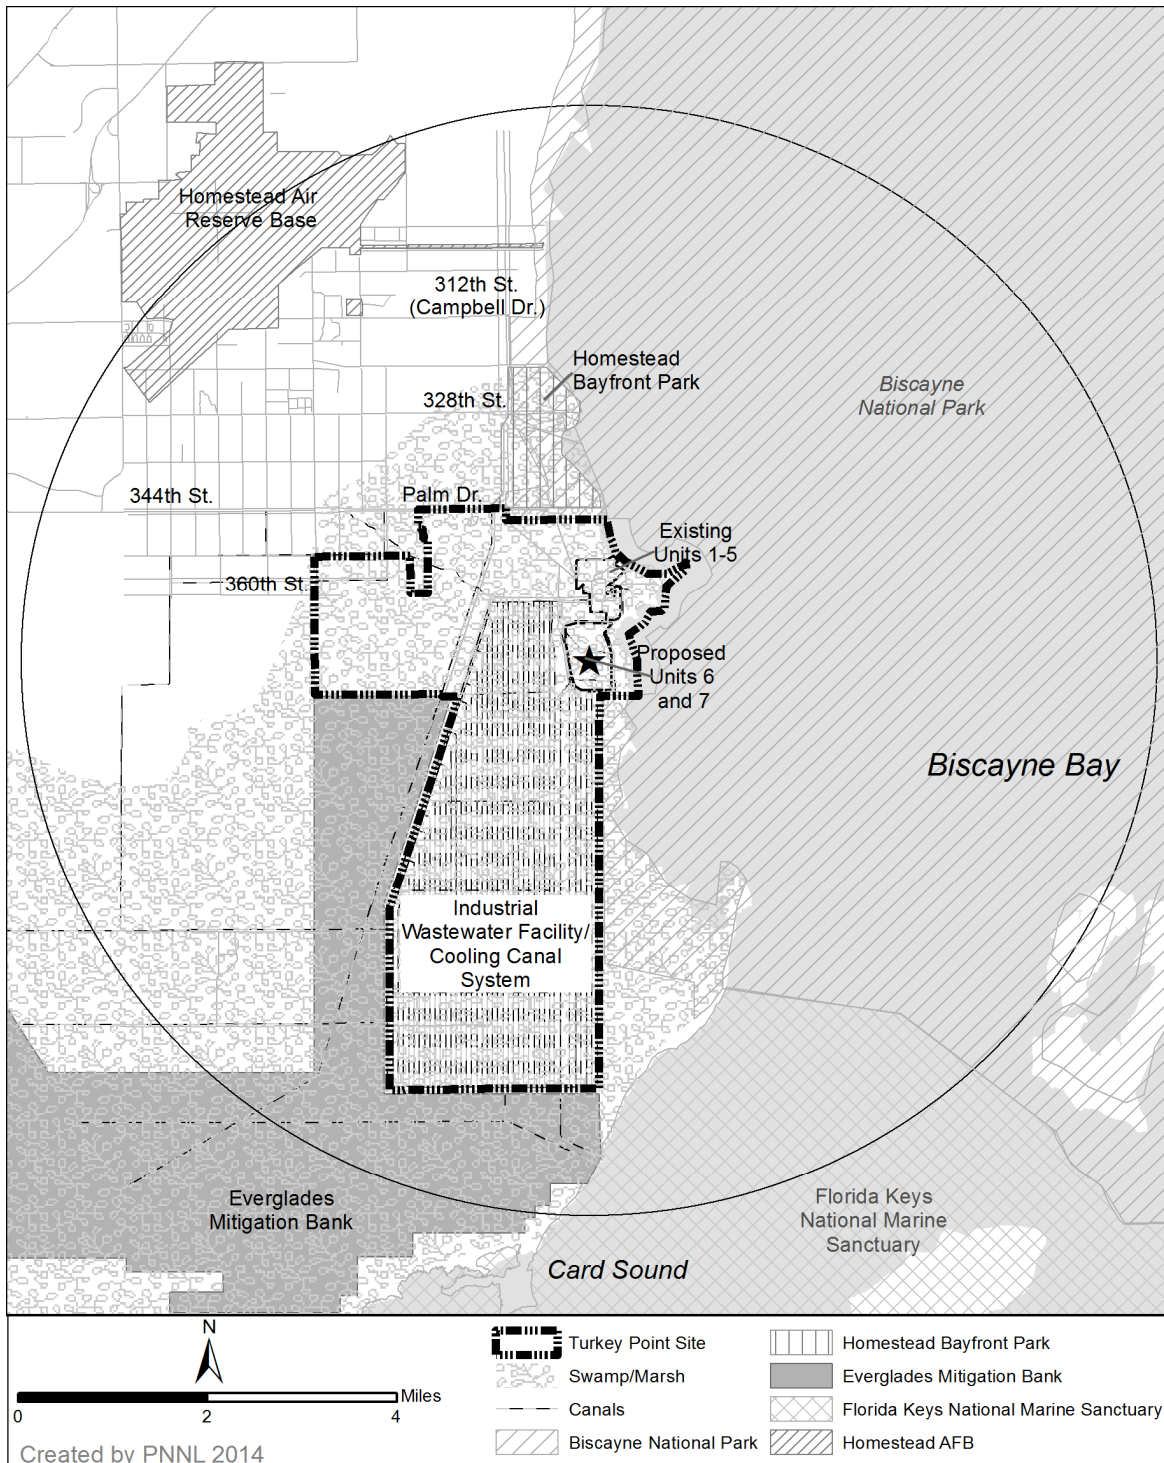 Homestead Air
Reserve Base
312th St.
(Campbell Dr.)
Homestead
Bayfront Park
Biscayne
National Park
328th St.
344th St.
Palm Dr.
Existing
Units 1-5
360th St.
Proposed
Units 6
and 7
Biscayne Bay
Industrial
Wastewater Facility/
Cooling Canal
System
Everglades
Mitigation Bank
Florida Keys
National Marine
Sanctuary
Card Sound
N
Miles
0 2 4
Created by PNNL 2014
Turkey Point Site
Swamp/Marsh
Canals
Biscayne National Park
Homestead Bayfront Park
Everglades Mitigation Bank
Florida Keys National Marine Sanctuary
Homestead AFB